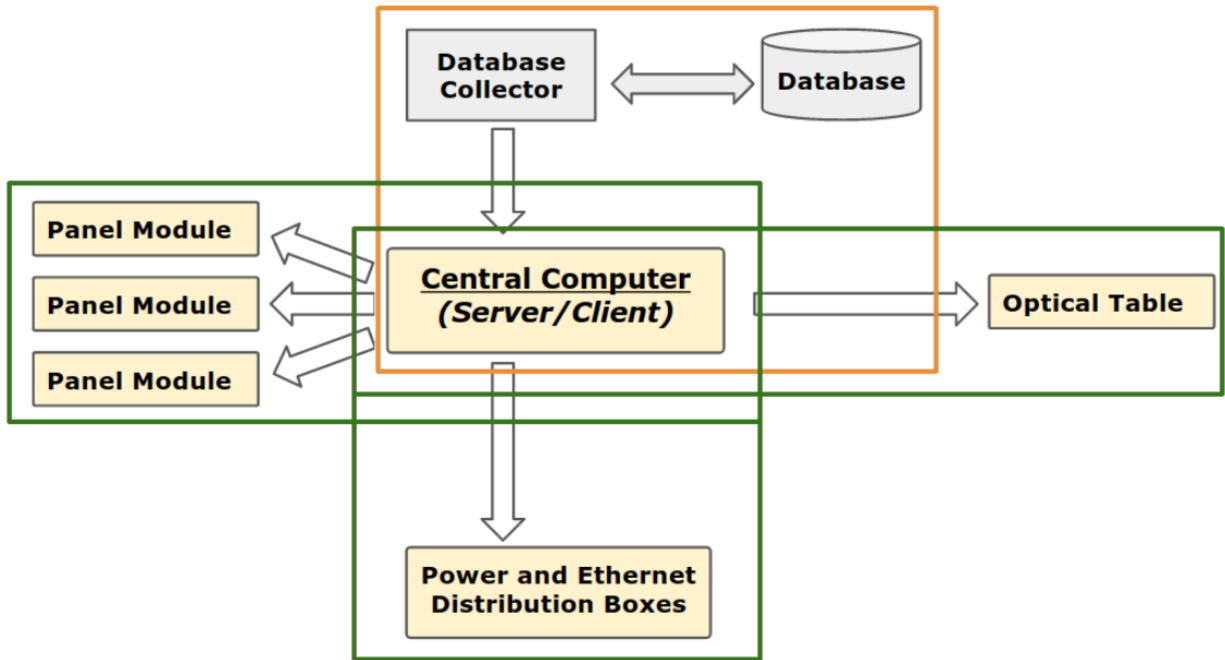 Database
Collector
Database
Panel Module
Panel Module
Panel Module
Central Computer
(Server/Client)
Optical Table
Power and Ethernet
Distribution Boxes